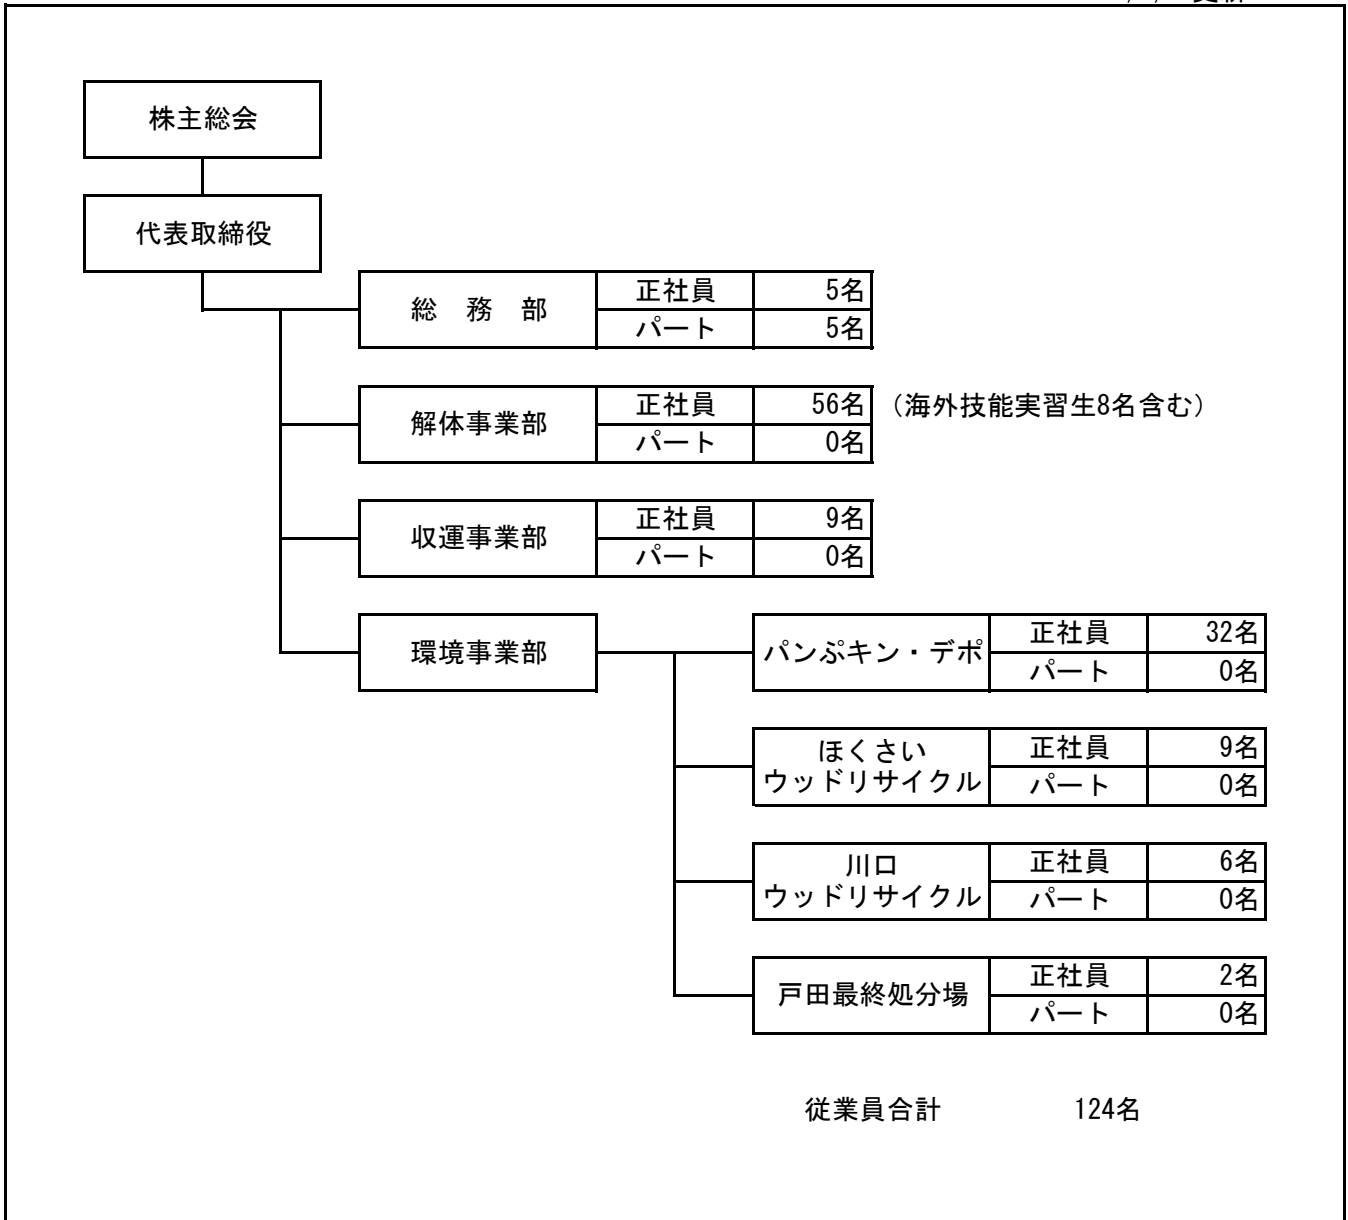 株主総会
代表取締役
総　務　部
正社員 5名
パート 5名
解体事業部
正社員 56名 （海外技能実習生8名含む）
パート 0名
収運事業部
正社員 9名
パート 0名
環境事業部
パンぷキン・デポ
正社員 32名
パート 0名
ほくさい
ウッドリサイクル
正社員 9名
パート 0名
川口
ウッドリサイクル
正社員 6名
パート 0名
戸田最終処分場
正社員 2名
パート 0名
従業員合計 124名